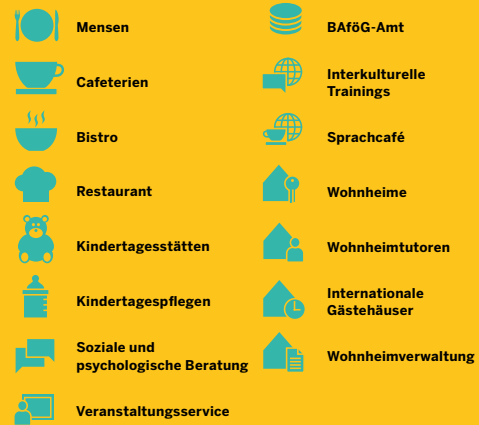 Mensen
Cafeterien
Bistro
Restaurant
Kindertagesstätten
Kindertagespflegen
Soziale und
psychologische Beratung
Veranstaltungsservice
BAföG-Amt
Interkulturelle
Trainings
Sprachcafé
Wohnheime
Wohnheimtutoren
Internationale
Gästehäuser
Wohnheimverwaltung